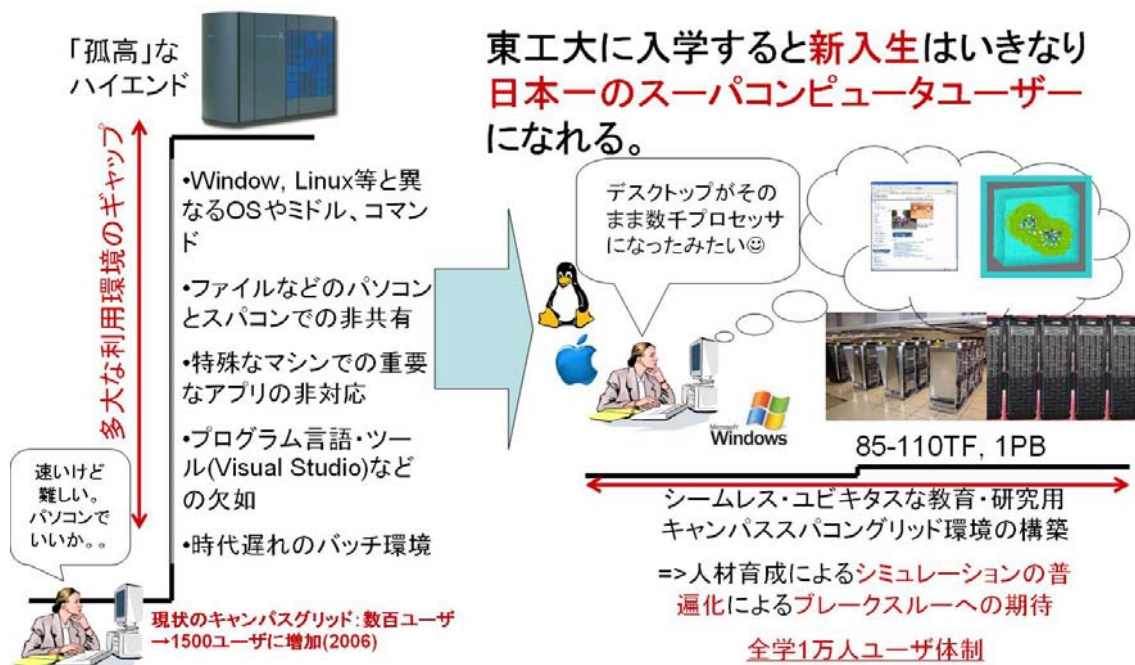 「孤高」な
ハイエンド
多大な利用環境のギャップ
•Window, Linux等と異
なるOSやミドル、コマン
ド
•ファイルなどのパソコン
とスパコンでの非共有
•特殊なマシンでの重要
なアプリの非対応
•プログラム言語・ツー
ル(Visual Studio)など
の欠如
•時代遅れのバッチ環境
速いけど
難しい。
パソコンで
いいか。。
現状のキャンパスグリッド:数百ユーザ
→1500ユーザに増加(2006)
東工大に入学すると新入生はいきなり
日本一のスーパコンピュータユーザー
になれる。
デスクトップがその
まま数千プロセッサ
になったみたい☺
Microsoft
Windows
85-110TF, 1PB
シームレス・ユビキタスな教育・研究用
キャンパススパコングリッド環境の構築
=>人材育成によるシミュレーションの普
遍化によるブレークスルーへの期待
全学1万人ユーザ体制